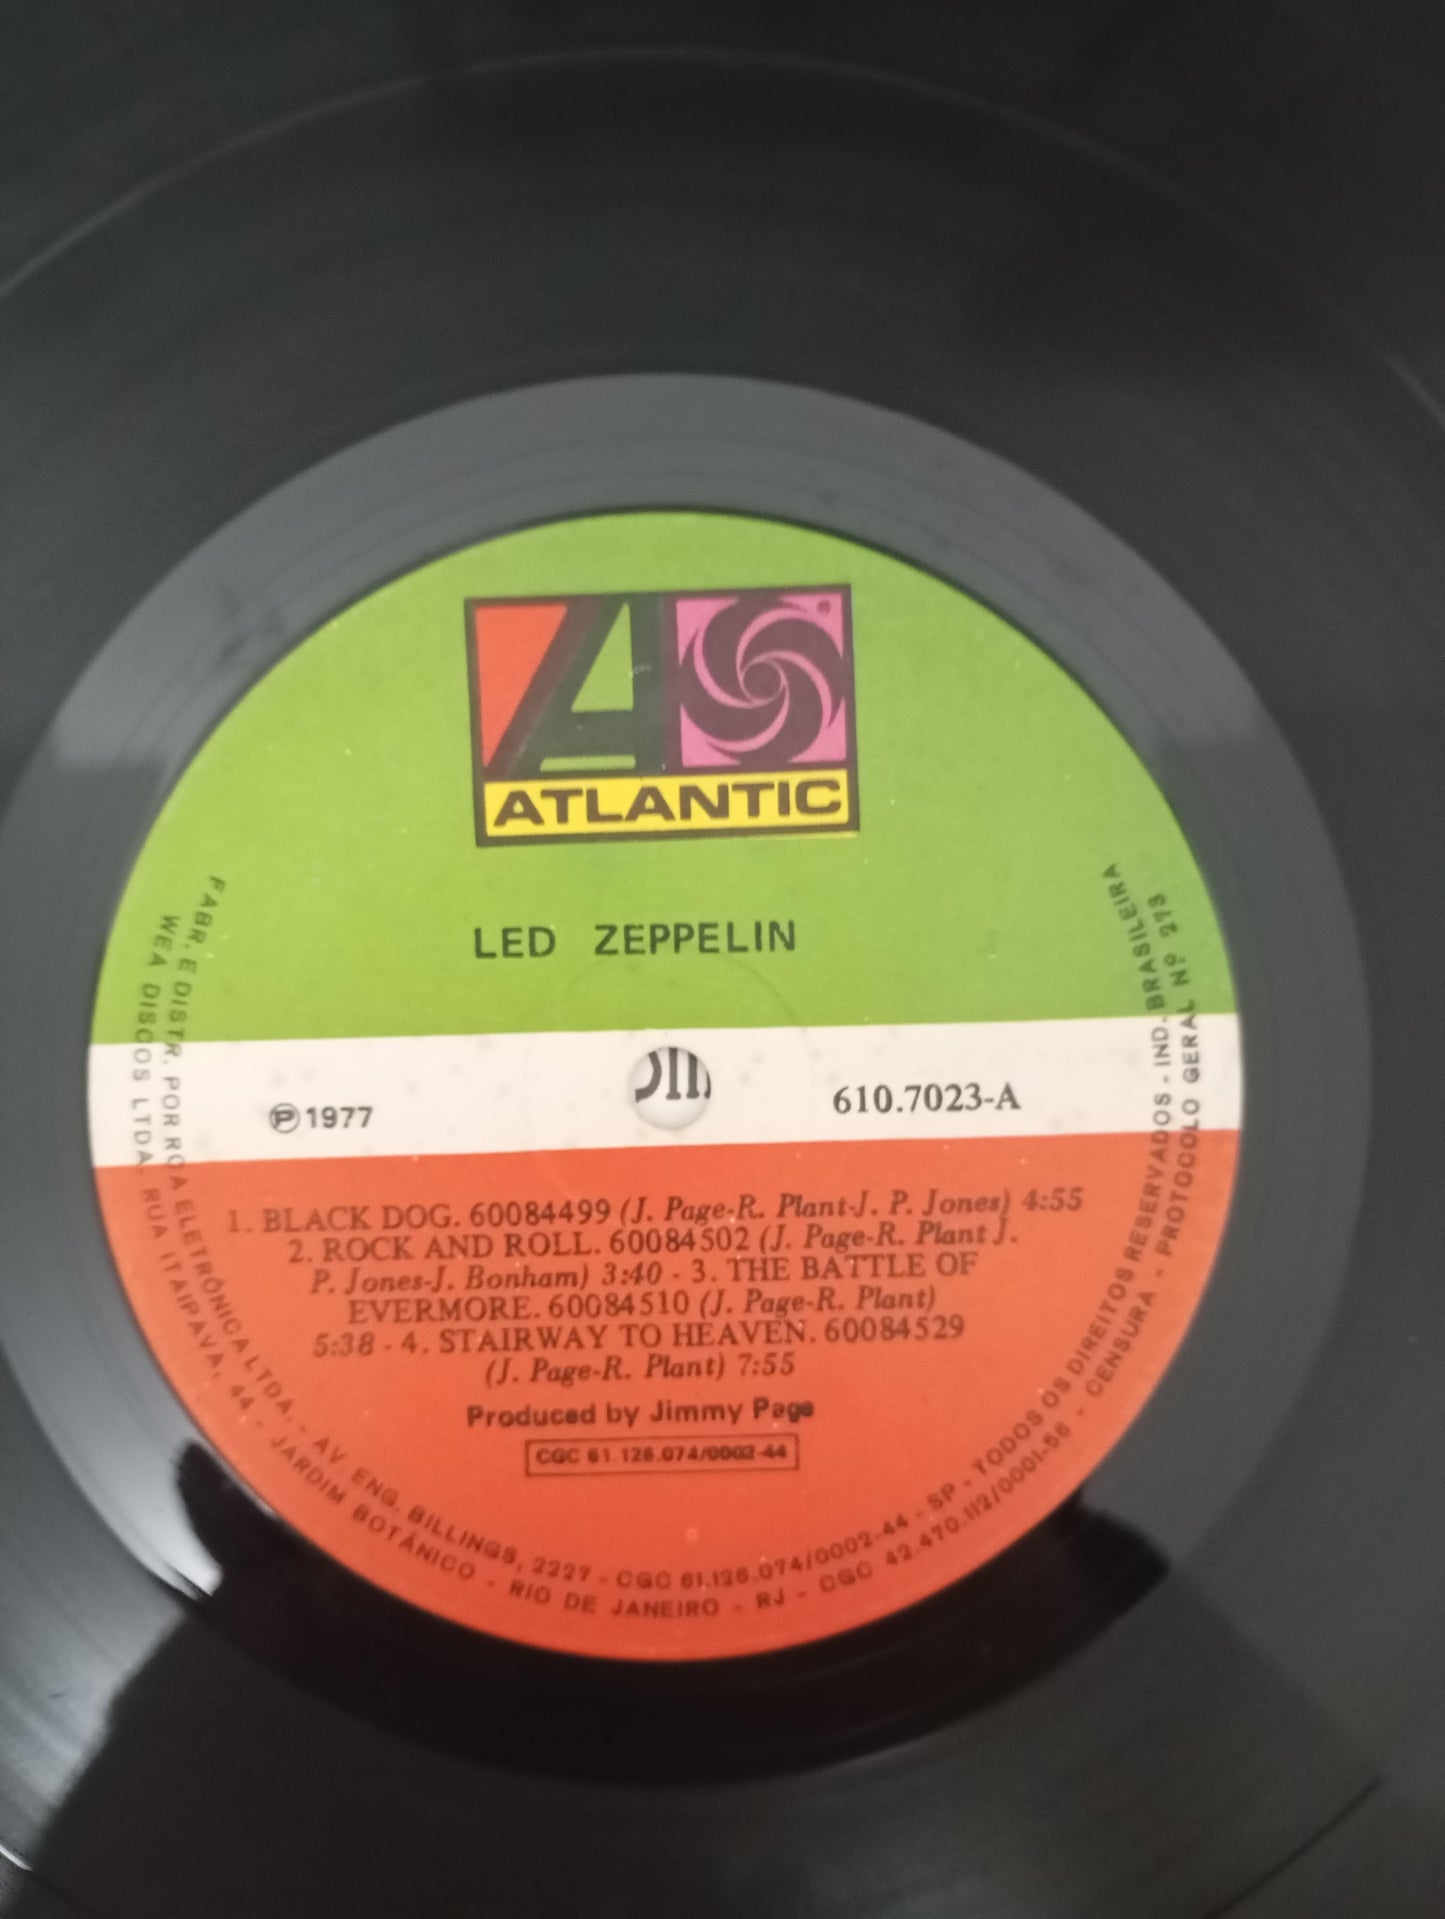 ATLANTIC
LED ZEPPELIN
℗ 1977
610.7023-A
1. BLACK DOG. 60084499 (J. Page-R. Plant-J. P. Jones) 4:55
2. ROCK AND ROLL. 60084502 (J. Page-R. Plant J.
P. Jones-J. Bonham) 3:40 - 3. THE BATTLE OF
EVERMORE. 60084510 (J. Page-R. Plant)
5:38 - 4. STAIRWAY TO HEAVEN. 60084529
(J. Page-R. Plant) 7:55
Produced by Jimmy Page
CGC 61.126.074/0002-44
FABR. E DISTR. POR RCA ELETRÔNICA LTDA. - AV. ENG. BILLINGS, 2227 - CGC 61.126.074/0002-44 - SP - TODOS OS DIREITOS RESERVADOS - IND. BRASILEIRA
WEA DISCOS LTDA. RUA ITAIPAVA, 44 - JARDIM BOTÂNICO - RIO DE JANEIRO - RJ - CGC 42.470.112/0001-56 - CENSURA - PROTOCOLO GERAL Nº 273